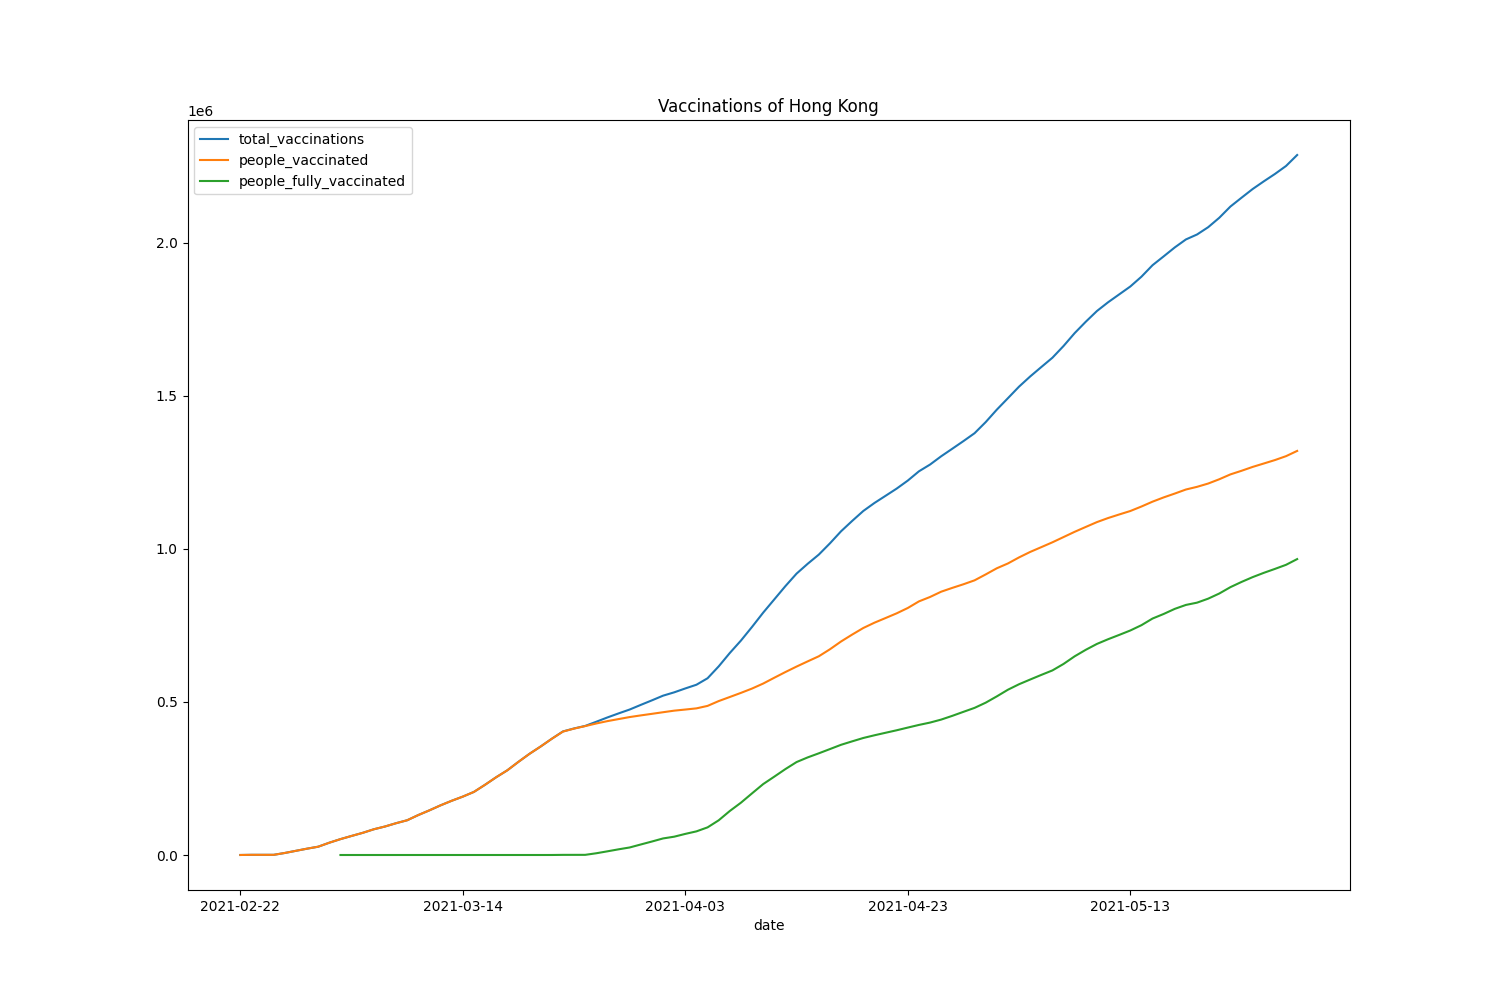 Vaccinations of Hong Kong
1e6
total_vaccinations
people_vaccinated
people_fully_vaccinated
2.0
1.5
1.0
0.5
0.0
2021-02-22 2021-03-14 2021-04-03 2021-04-23 2021-05-13
date